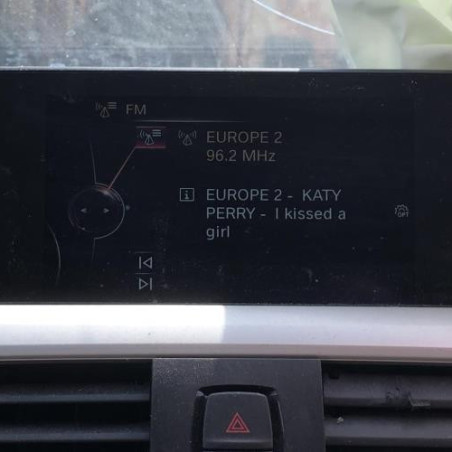 FM
EUROPE 2
96.2 MHz
EUROPE 2 - KATY
PERRY - I kissed a
girl